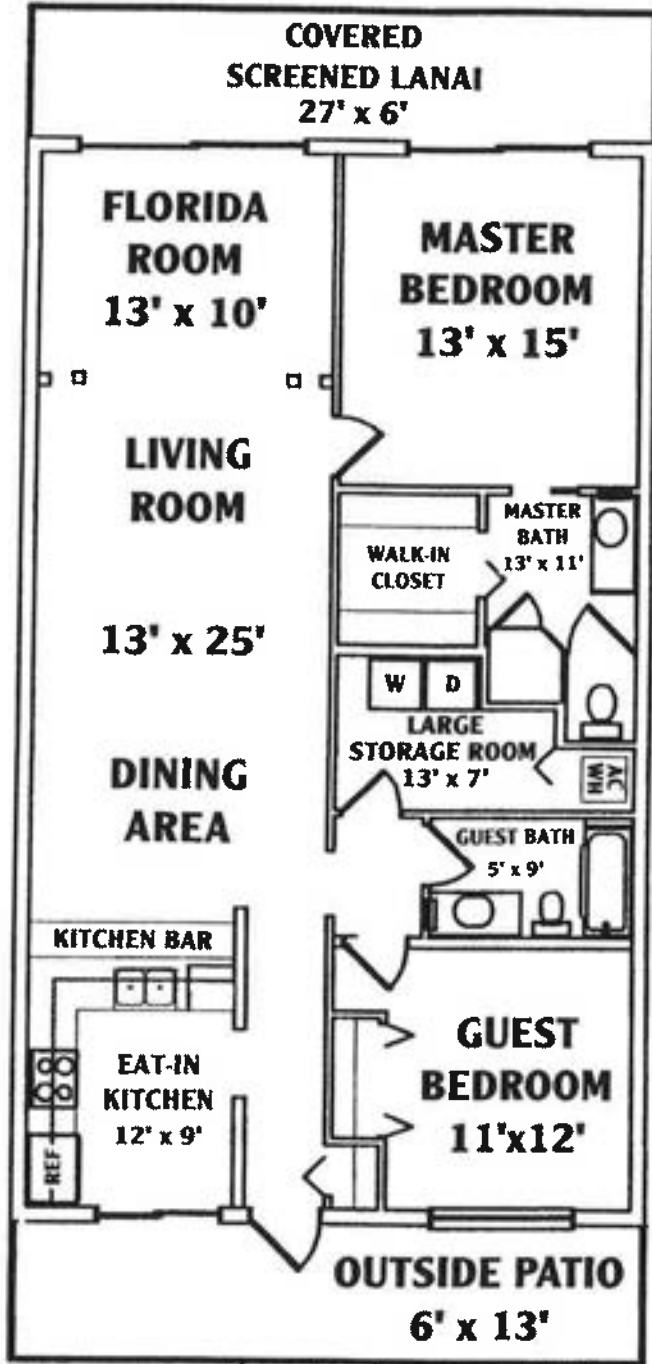 COVERED
SCREENED LANAI
27' x 6'
FLORIDA
ROOM
13' x 10'
MASTER
BEDROOM
13' x 15'
LIVING
ROOM
13' x 25'
DINING
AREA
WALK-IN
CLOSET
MASTER
BATH
13' x 11'
W
D
LARGE
STORAGE ROOM
13' x 7'
AC
WH
GUEST BATH
5' x 9'
KITCHEN BAR
EAT-IN
KITCHEN
12' x 9'
REF
GUEST
BEDROOM
11'x12'
OUTSIDE PATIO
6' x 13'